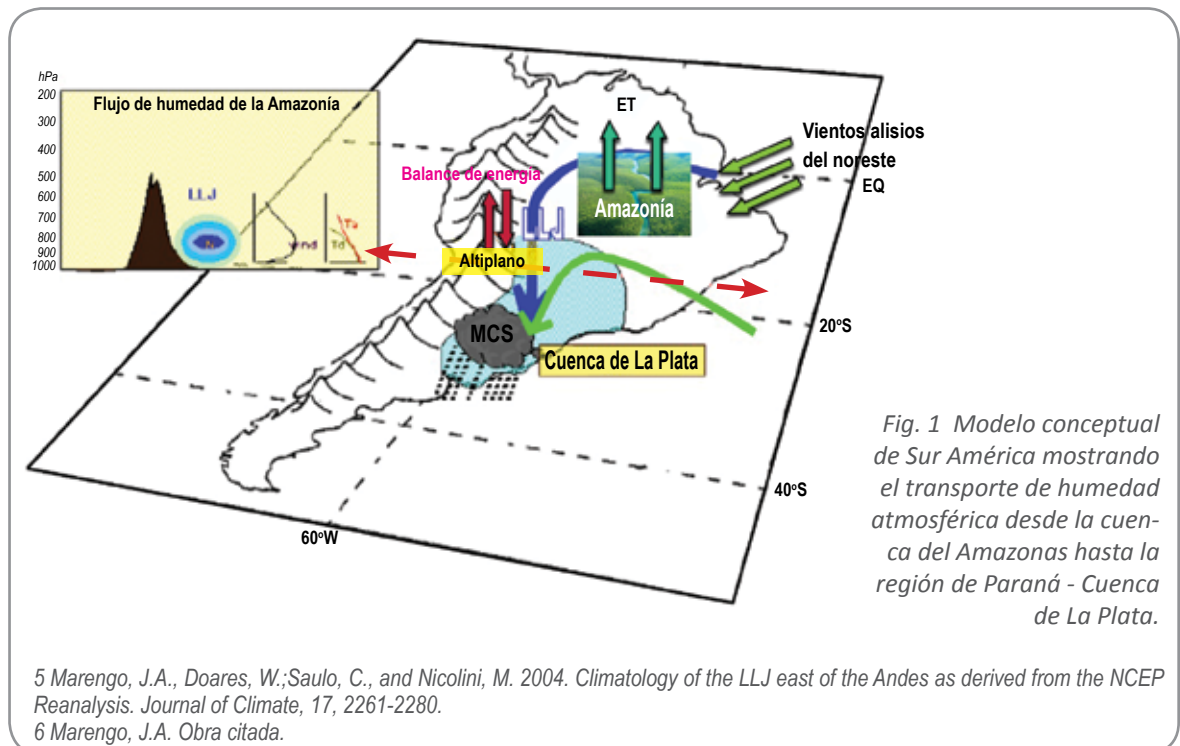 hPa
200
300
400
500
600
700
800
900
1000
Flujo de humedad de la Amazonía
LLJ
wind
Td
Ta
ET
Vientos alisios
del noreste
EQ
Balance de energía
Amazonía
LLJ
Altiplano
20°S
MCS
Cuenca de La Plata
40°S
60°W
Fig. 1 Modelo conceptual
de Sur América mostrando
el transporte de humedad
atmosférica desde la cuen-
ca del Amazonas hasta la
región de Paraná - Cuenca
de La Plata.
5 Marengo, J.A., Doares, W.;Saulo, C., and Nicolini, M. 2004. Climatology of the LLJ east of the Andes as derived from the NCEP
Reanalysis. Journal of Climate, 17, 2261-2280.
6 Marengo, J.A. Obra citada.